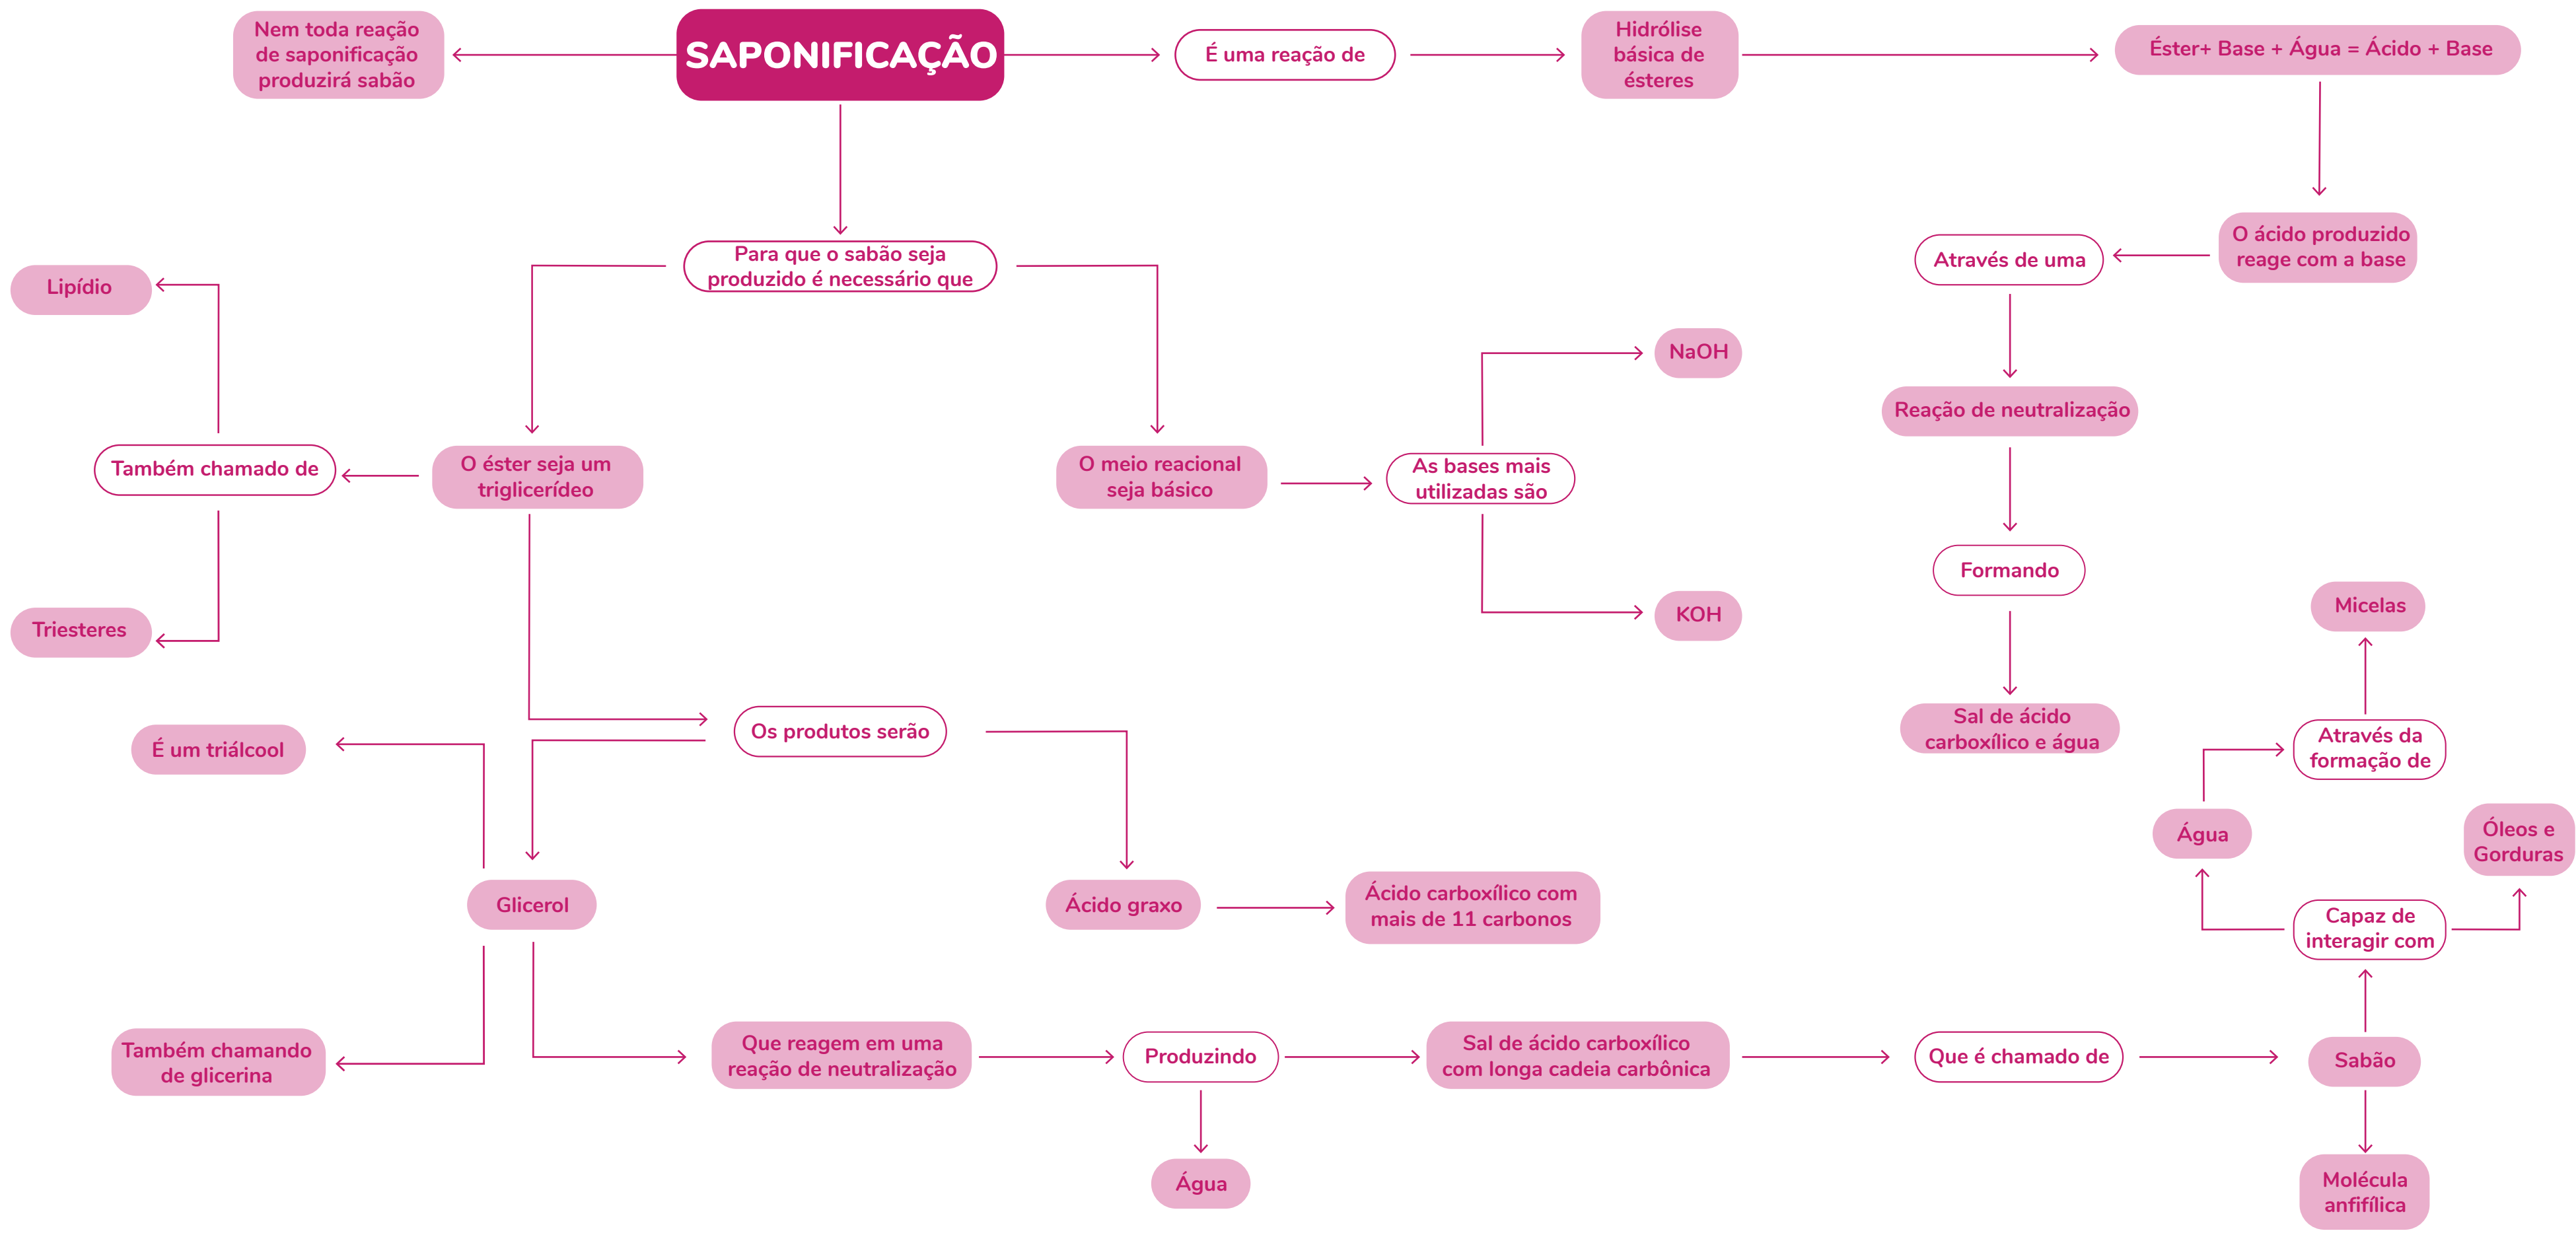 Nem toda reação
de saponificação
produzirá sabão
SAPONIFICAÇÃO
É uma reação de
Hidrólise
básica de
ésteres
Éster+ Base + Água = Ácido + Base
Para que o sabão seja
produzido é necessário que
Através de uma
O ácido produzido
reage com a base
Lipídio
NaOH
Reação de neutralização
Também chamado de
O éster seja um
triglicerídeo
O meio reacional
seja básico
As bases mais
utilizadas são
Formando
Triesteres
KOH
Micelas
É um triálcool
Os produtos serão
Sal de ácido
carboxílico e água
Através da
formação de
Água
Óleos e
Gorduras
Glicerol
Ácido graxo
Ácido carboxílico com
mais de 11 carbonos
Capaz de
interagir com
Também chamando
de glicerina
Que reagem em uma
reação de neutralização
Produzindo
Sal de ácido carboxílico
com longa cadeia carbônica
Que é chamado de
Sabão
Água
Molécula
anfifílica